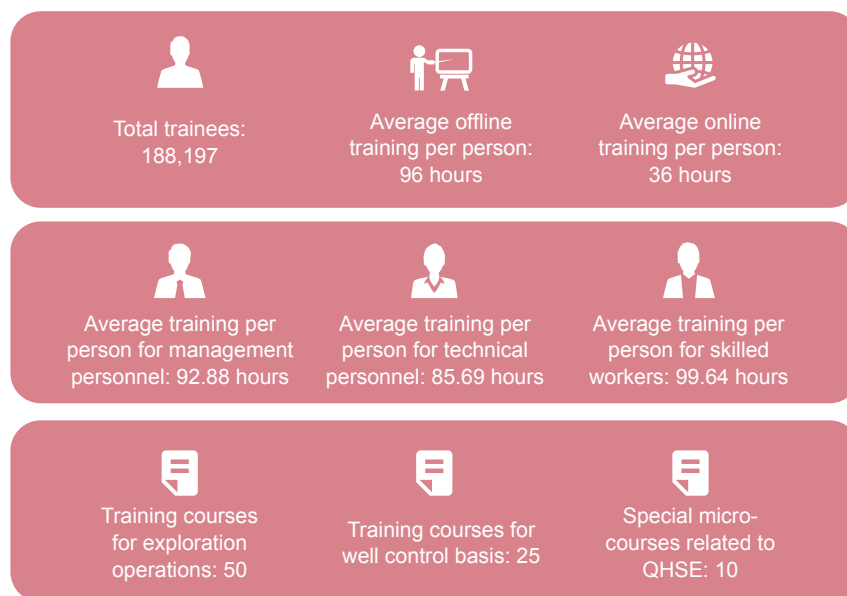 Total trainees:
188,197
Average offline
training per person:
96 hours
Average online
training per person:
36 hours
Average training per
person for management
personnel: 92.88 hours
Average training per
person for technical
personnel: 85.69 hours
Average training per
person for skilled
workers: 99.64 hours
Training courses
for exploration
operations: 50
Training courses for
well control basis: 25
Special micro-
courses related to
QHSE: 10